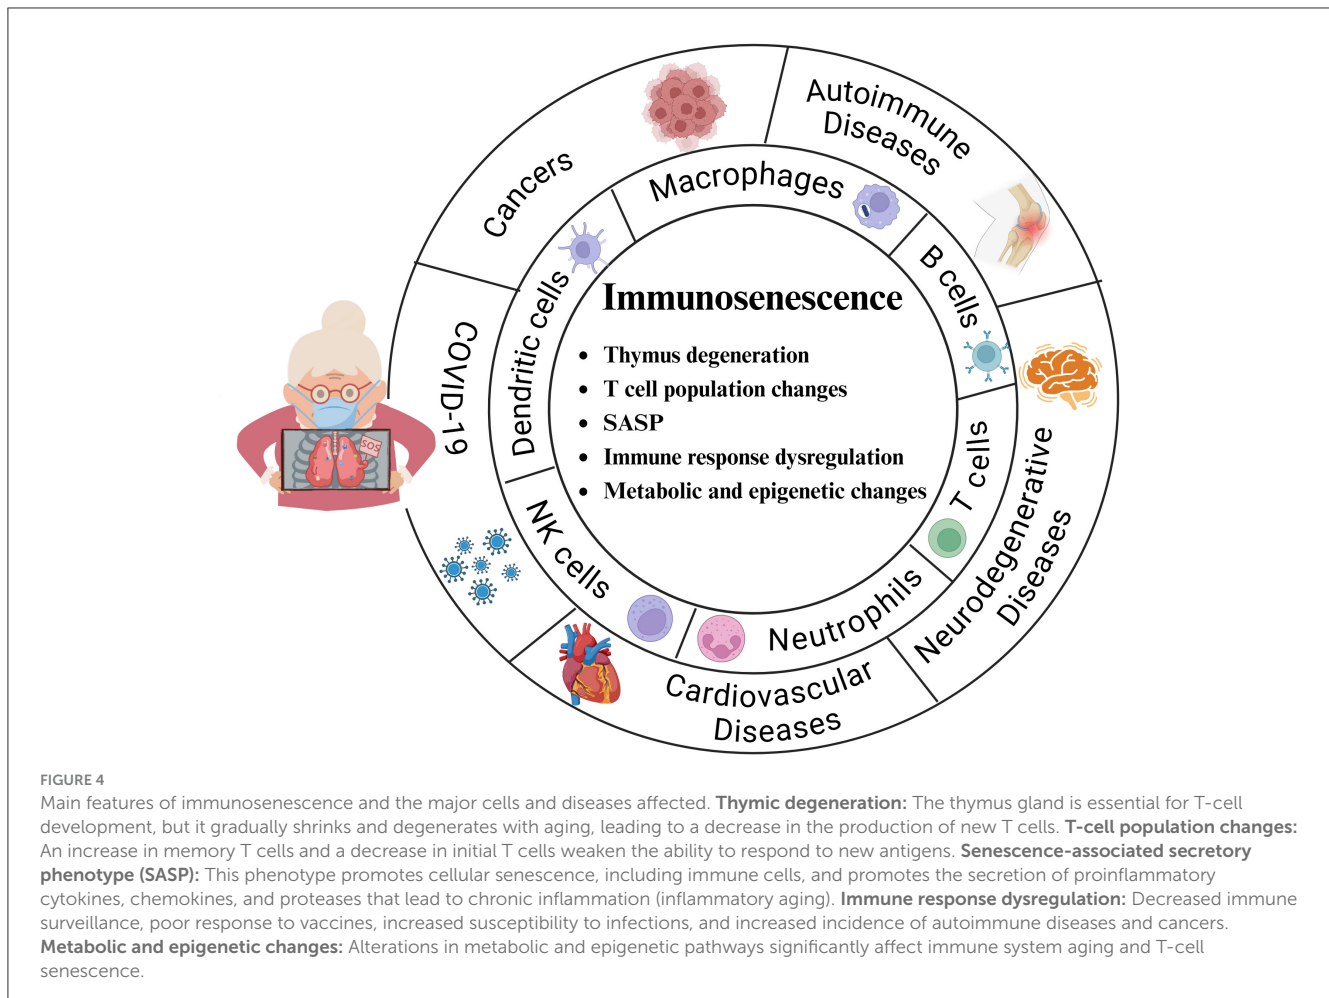 Cancers
Autoimmune
Diseases
Macrophages
B cells
Dendritic cells
COVID-19
SOS
Immunosenescence
• Thymus degeneration
• T cell population changes
• SASP
• Immune response dysregulation
• Metabolic and epigenetic changes
T cells
Neurodegenerative
Diseases
NK cells
Neutrophils
Cardiovascular
Diseases
FIGURE 4
Main features of immunosenescence and the major cells and diseases affected. Thymic degeneration: The thymus gland is essential for T-cell
development, but it gradually shrinks and degenerates with aging, leading to a decrease in the production of new T cells. T-cell population changes:
An increase in memory T cells and a decrease in initial T cells weaken the ability to respond to new antigens. Senescence-associated secretory
phenotype (SASP): This phenotype promotes cellular senescence, including immune cells, and promotes the secretion of proinflammatory
cytokines, chemokines, and proteases that lead to chronic inflammation (inflammatory aging). Immune response dysregulation: Decreased immune
surveillance, poor response to vaccines, increased susceptibility to infections, and increased incidence of autoimmune diseases and cancers.
Metabolic and epigenetic changes: Alterations in metabolic and epigenetic pathways significantly affect immune system aging and T-cell
senescence.